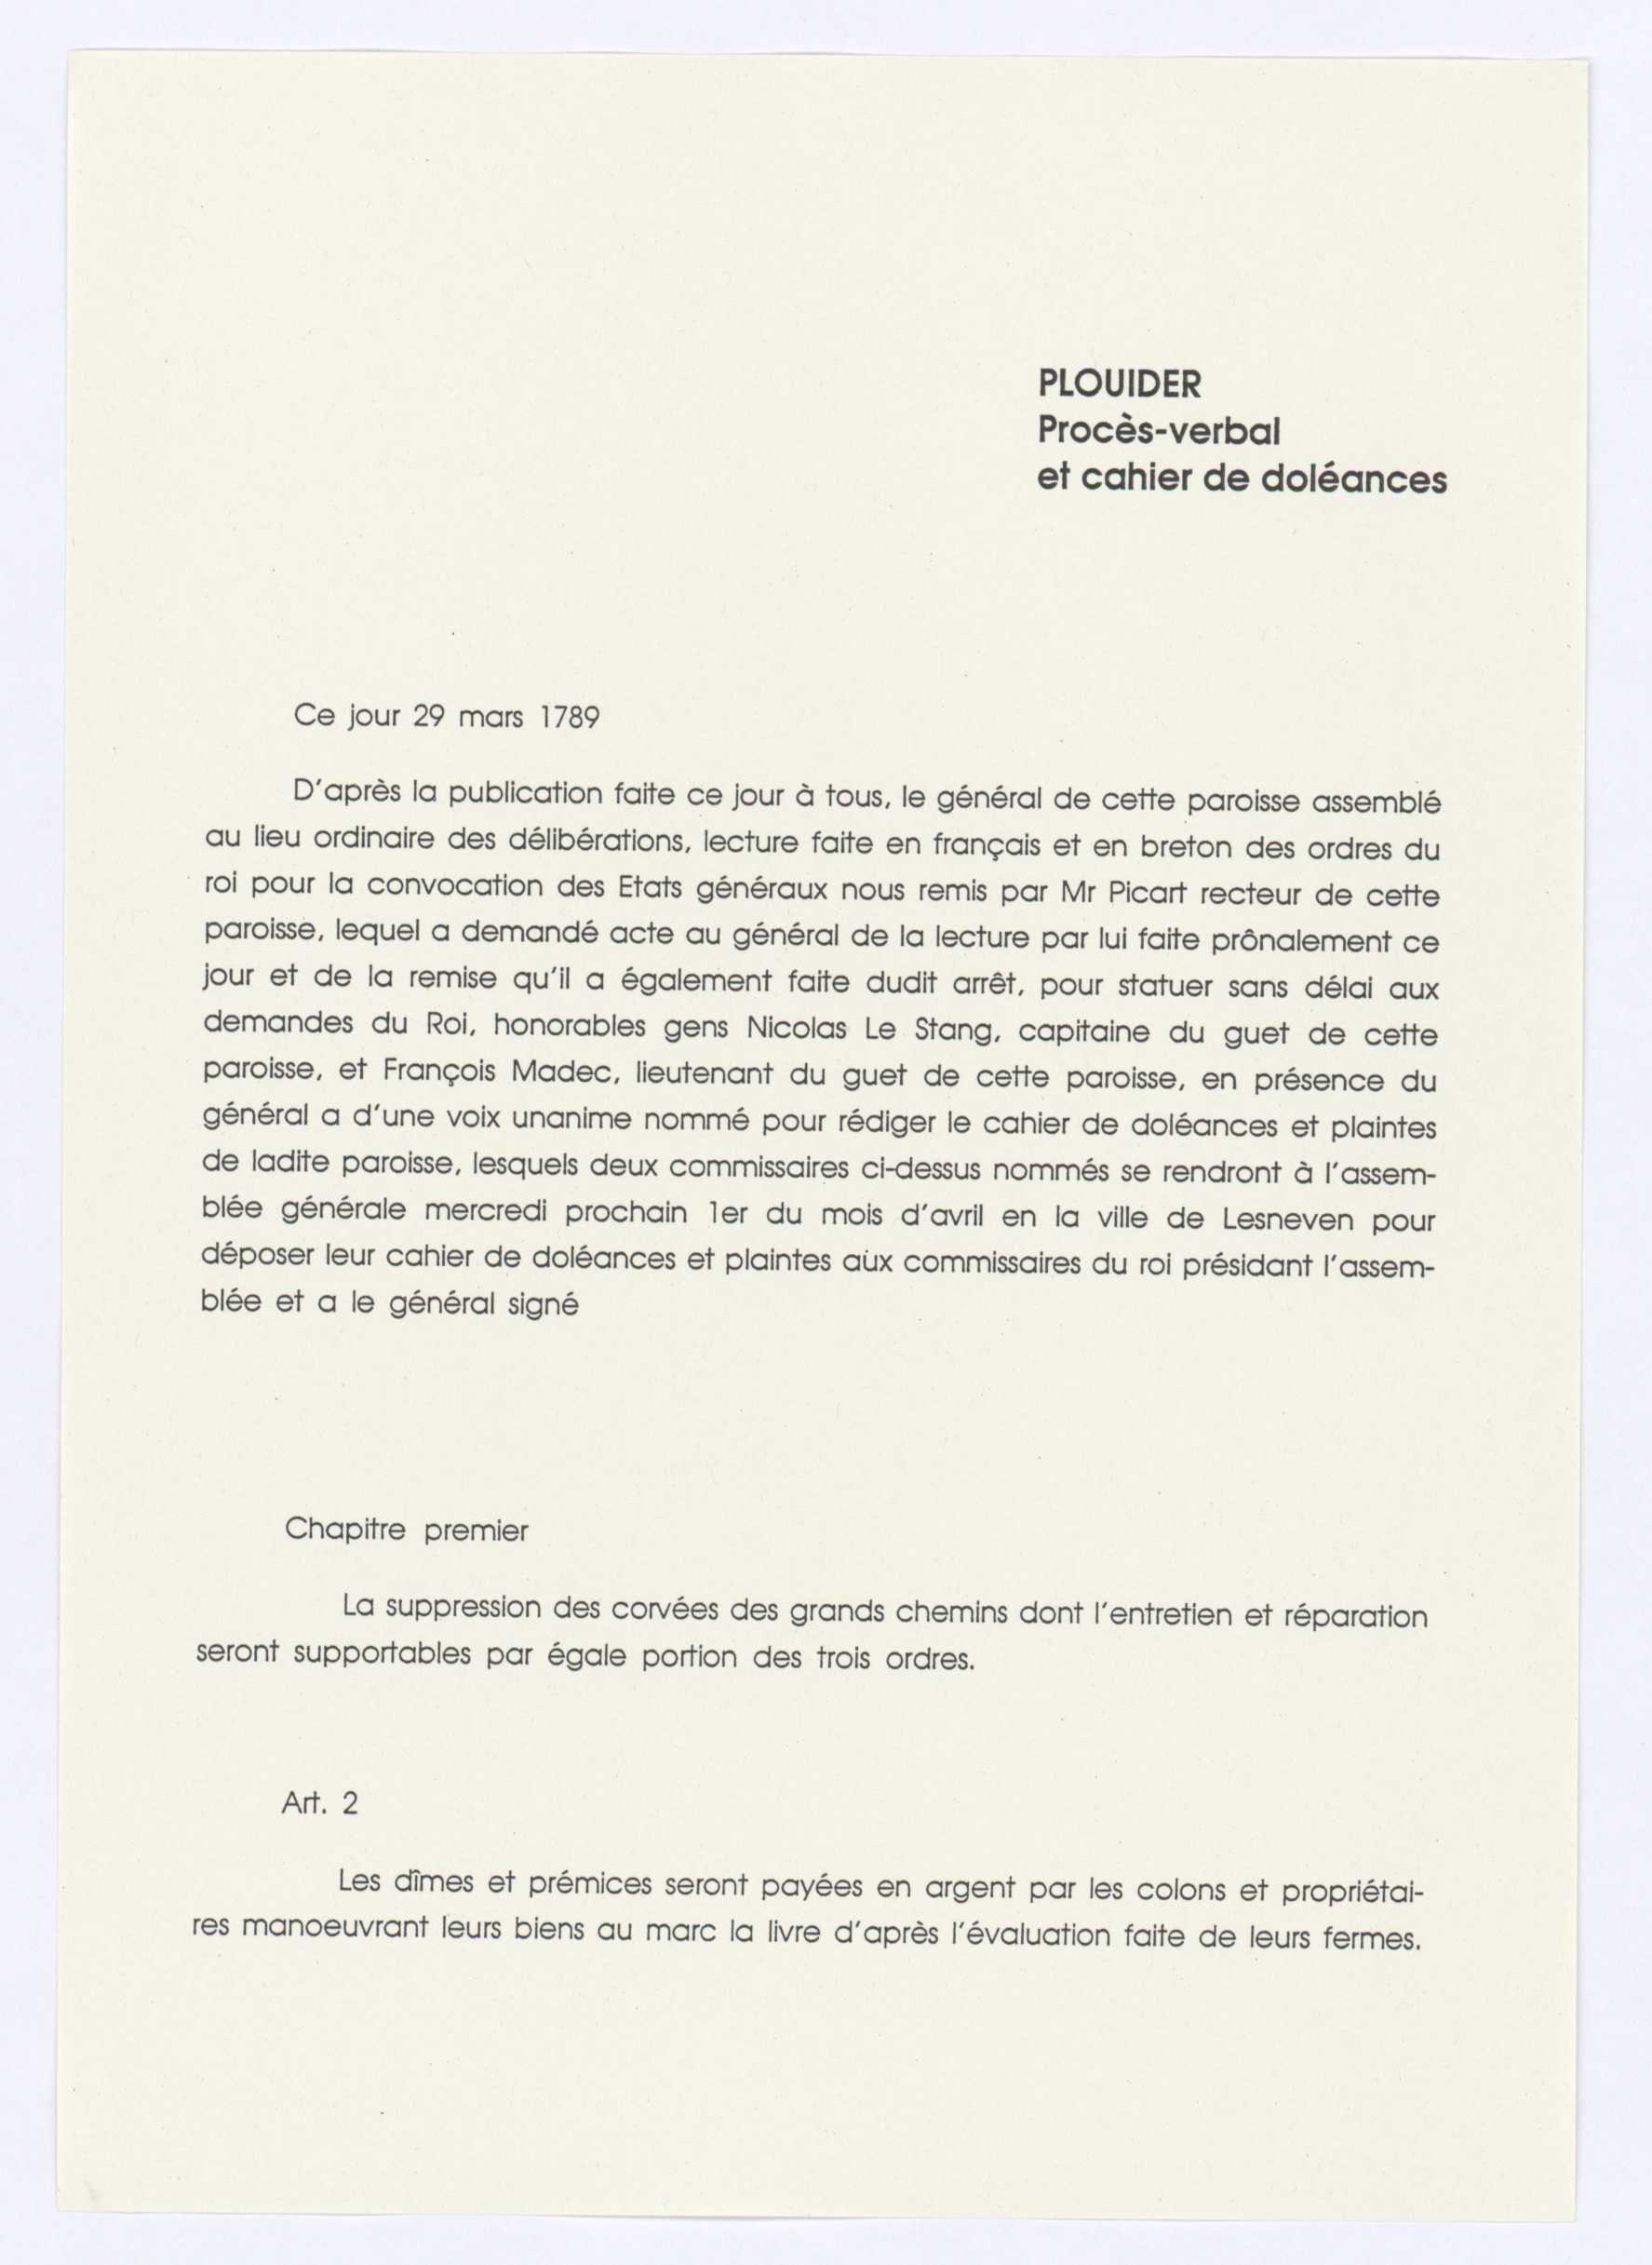 PLOUIDER
Procès-verbal
et cahier de doléances
Ce jour 29 mars 1789
D'après la publication faite ce jour à tous, le général de cette paroisse assemblé
au lieu ordinaire des délibérations, lecture faite en français et en breton des ordres du
roi pour la convocation des Etats généraux nous remis par Mr Picart recteur de cette
paroisse, lequel a demandé acte au général de la lecture par lui faite prônalement ce
jour et de la remise qu'il a également faite dudit arrêt, pour statuer sans délai aux
demandes du Roi, honorables gens Nicolas Le Stang, capitaine du guet de cette
paroisse, et François Madec, lieutenant du guet de cette paroisse, en présence du
général a d'une voix unanime nommé pour rédiger le cahier de doléances et plaintes
de ladite paroisse, lesquels deux commissaires ci-dessus nommés se rendront à l'assem-
blée générale mercredi prochain 1er du mois d'avril en la ville de Lesneven pour
déposer leur cahier de doléances et plaintes aux commissaires du roi présidant l'assem-
blée et a le général signé
Chapitre premier
La suppression des corvées des grands chemins dont l'entretien et réparation
seront supportables par égale portion des trois ordres.
Art. 2
Les dîmes et prémices seront payées en argent par les colons et propriétai-
res manoeuvrant leurs biens au marc la livre d'après l'évaluation faite de leurs fermes.